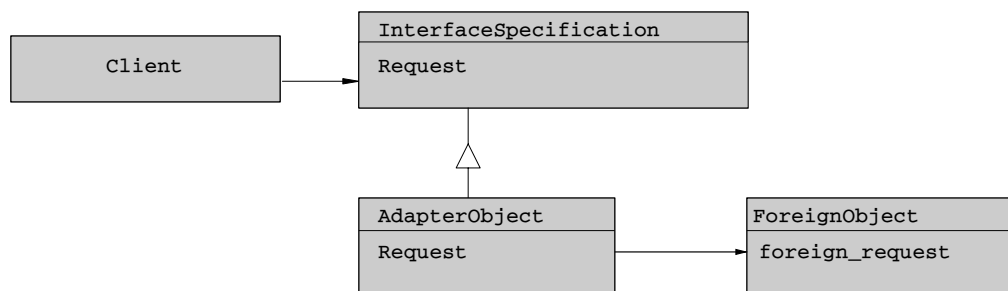 InterfaceSpecification
Client
Request
AdapterObject
ForeignObject
Request
foreign_request